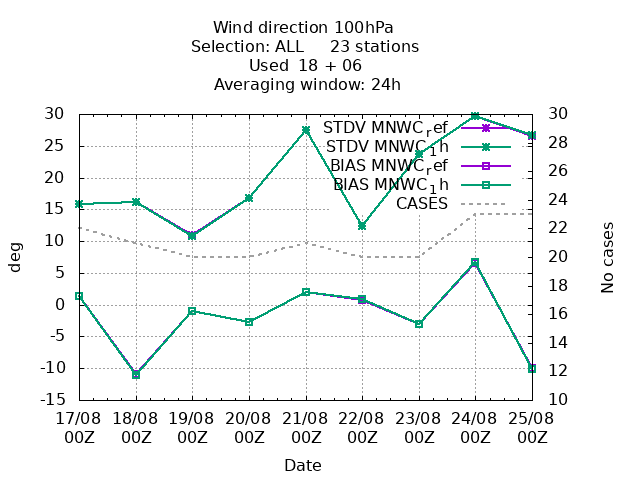 Wind direction 100hPa
Selection: ALL 23 stations
Used 18 + 06
Averaging window: 24h
30 30
25 28
20 26
15 24
10 22
5 20
0 18
-5 16
-10 14
-15 12
10
STDV MNWC_ref
STDV MNWC_1h
BIAS MNWC_ref
BIAS MNWC_1h
CASES
deg
No cases
17/08 18/08 19/08 20/08 21/08 22/08 23/08 24/08 25/08
00Z 00Z 00Z 00Z 00Z 00Z 00Z 00Z 00Z
Date